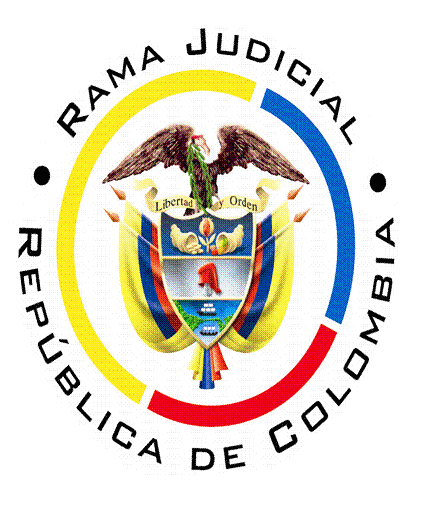 RAMA JUDICIAL
Libertad y Orden
REPÚBLICA DE COLOMBIA